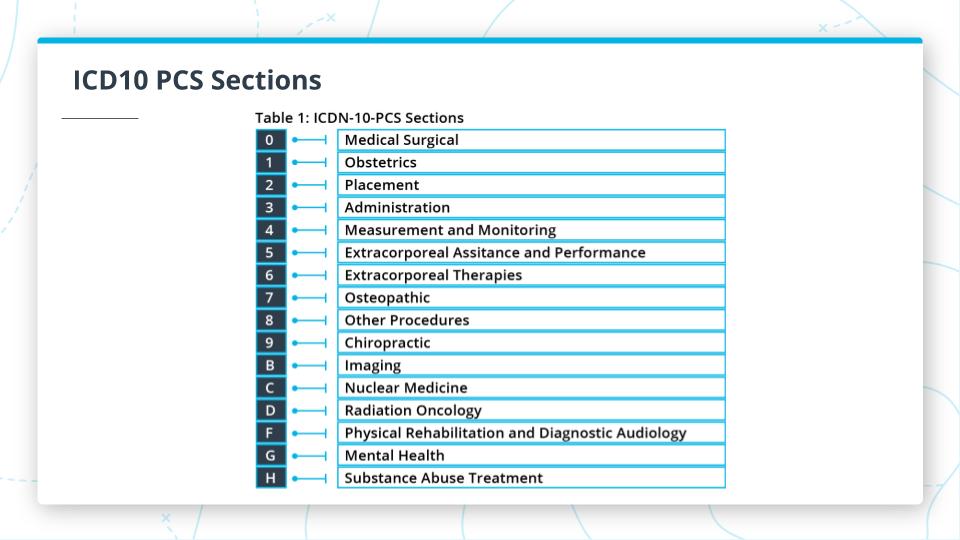 ICD10 PCS Sections
Table 1: ICDN-10-PCS Sections
0 Medical Surgical
1 Obstetrics
2 Placement
3 Administration
4 Measurement and Monitoring
5 Extracorporeal Assitance and Performance
6 Extracorporeal Therapies
7 Osteopathic
8 Other Procedures
9 Chiropractic
B Imaging
C Nuclear Medicine
D Radiation Oncology
F Physical Rehabilitation and Diagnostic Audiology
G Mental Health
H Substance Abuse Treatment